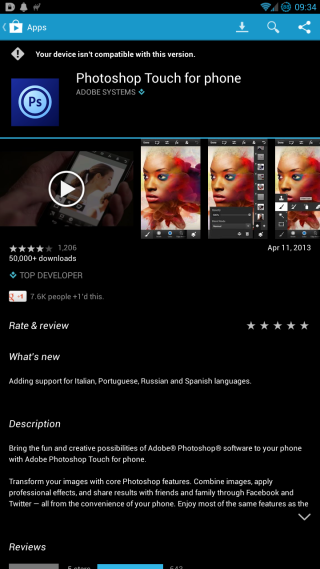 09:34
Apps
Your device isn't compatible with this version.
Ps
Photoshop Touch for phone
ADOBE SYSTEMS
1,206
Apr 11, 2013
50,000+ downloads
TOP DEVELOPER
+1
7.6K people +1'd this.
Rate & review
What's new
Adding support for Italian, Portuguese, Russian and Spanish languages.
Description
Bring the fun and creative possibilities of Adobe® Photoshop® software to your phone
with Adobe Photoshop Touch for phone.
Transform your images with core Photoshop features. Combine images, apply
professional effects, and share results with friends and family through Facebook and
Twitter — all from the convenience of your phone. Enjoy most of the same features as the
Reviews
5 stars 543